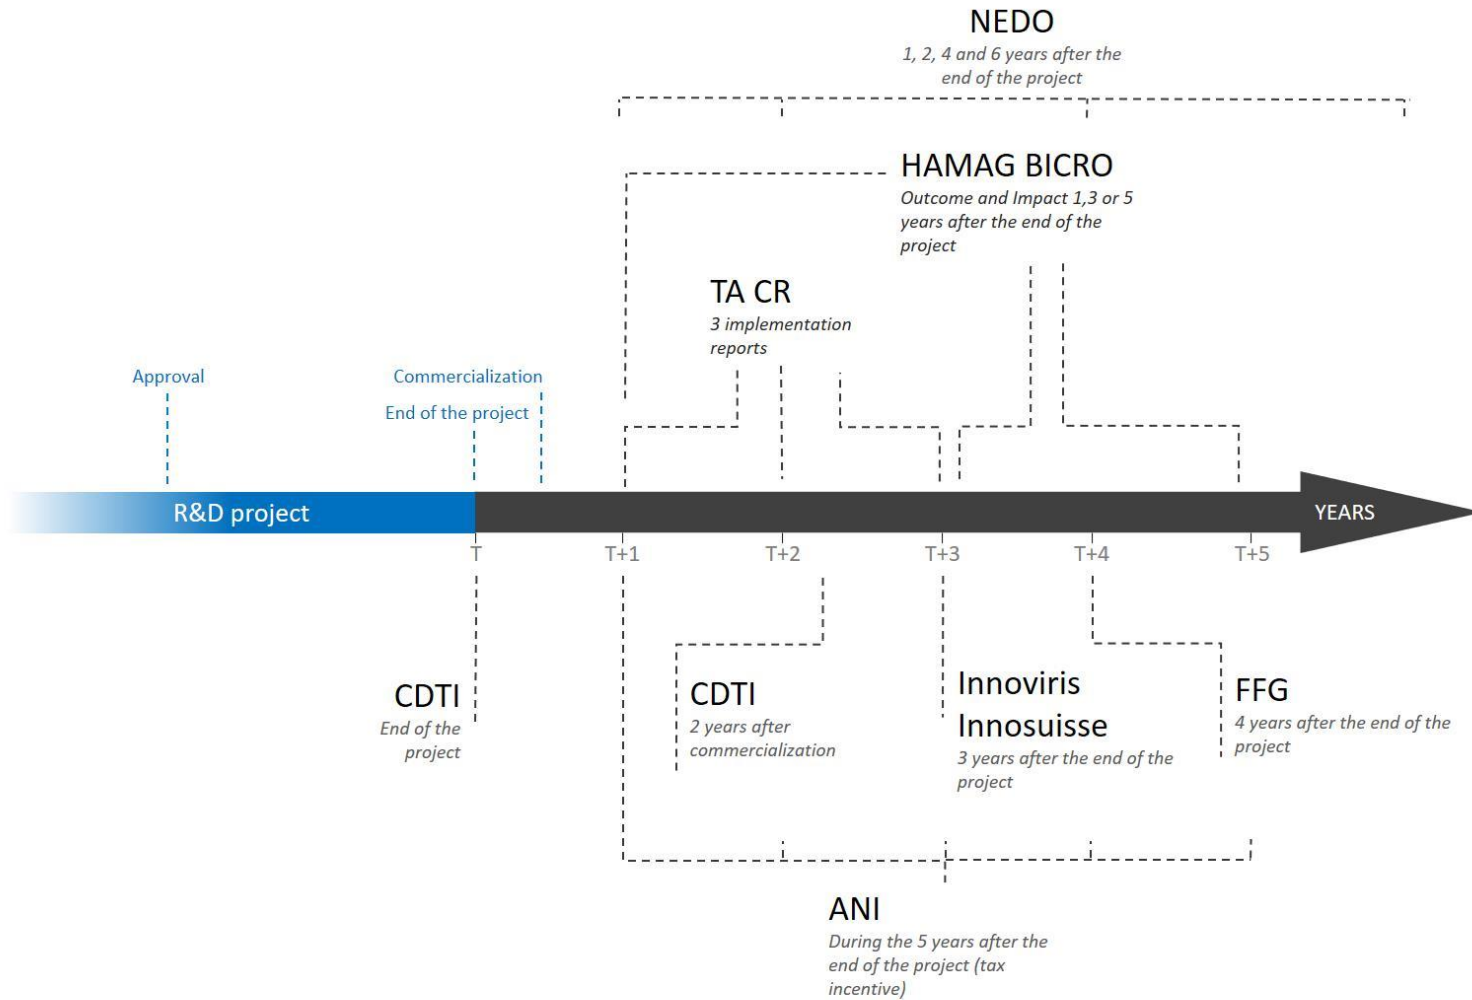 NEDO
1, 2, 4 and 6 years after the
end of the project
HAMAG BICRO
Outcome and Impact 1,3 or 5
years after the end of the
project
TA CR
3 implementation
reports
Approval
Commercialization
End of the project
R&D project
YEARS
T
T+1
T+2
T+3
T+4
T+5
CDTI
End of the
project
CDTI
2 years after
commercialization
Innoviris
Innosuisse
3 years after the end of the
project
FFG
4 years after the end of the
project
ANI
During the 5 years after the
end of the project (tax
incentive)